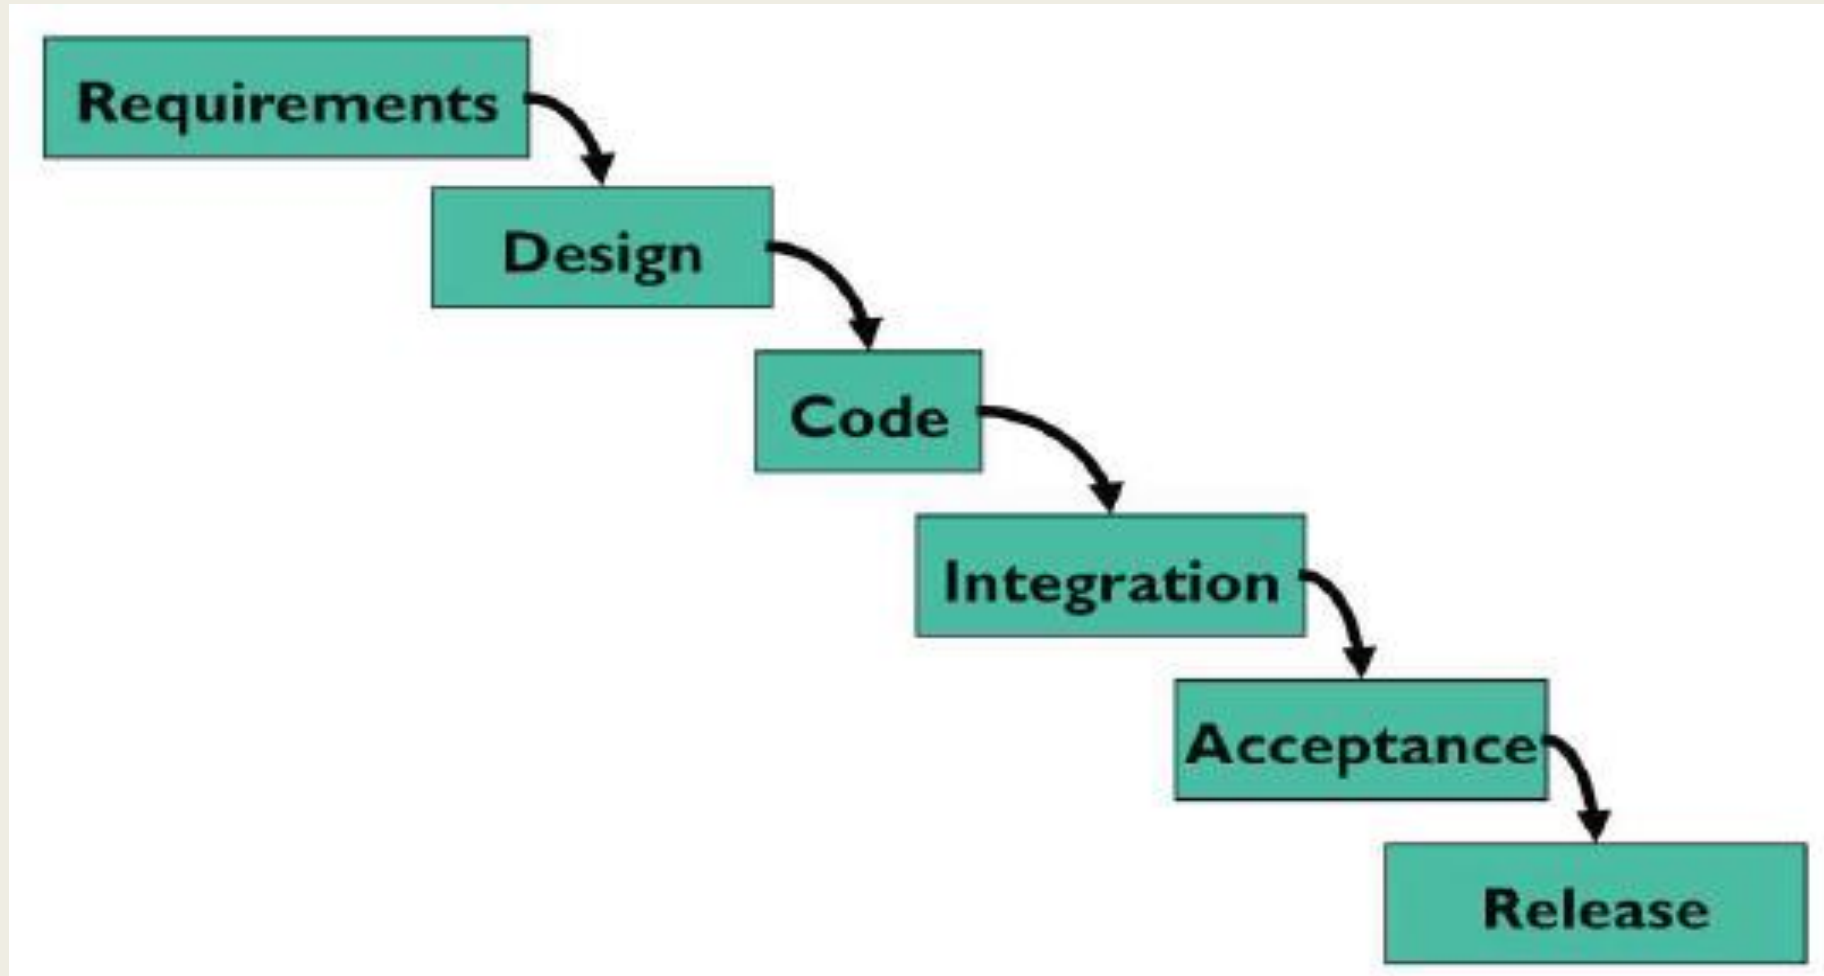 Requirements
Design
Code
Integration
Acceptance
Release